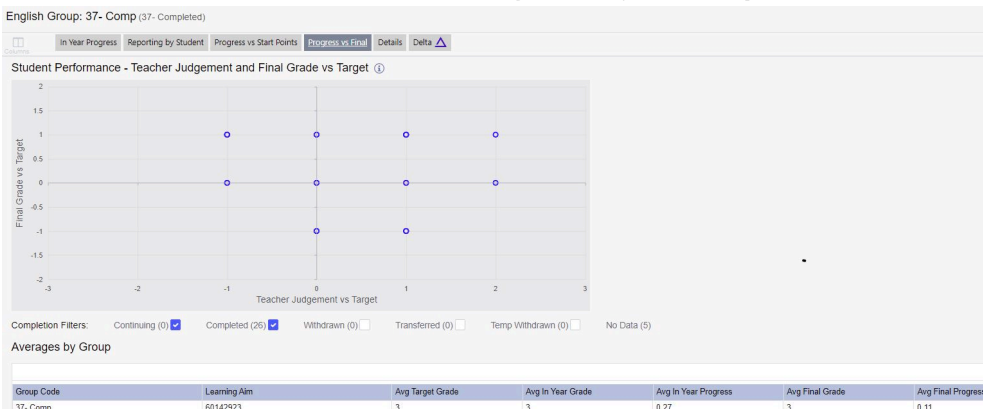 English Group: 37- Comp (37- Completed)
Columns
In Year Progress Reporting by Student Progress vs Start Points Progress vs Final Details Delta
Student Performance - Teacher Judgement and Final Grade vs Target
2
1.5
1
0.5
0
-0.5
-1
-1.5
-2
Final Grade vs Target
-3 -2 -1 0 1 2 3
Teacher Judgement vs Target
Completion Filters: Continuing (0) Completed (26) Withdrawn (0) Transferred (0) Temp Withdrawn (0) No Data (5)
Averages by Group
Group Code Learning Aim Avg Target Grade Avg In Year Grade Avg In Year Progress Avg Final Grade Avg Final Progress
37- Comp 60142923 3 3 0.27 3 0.11